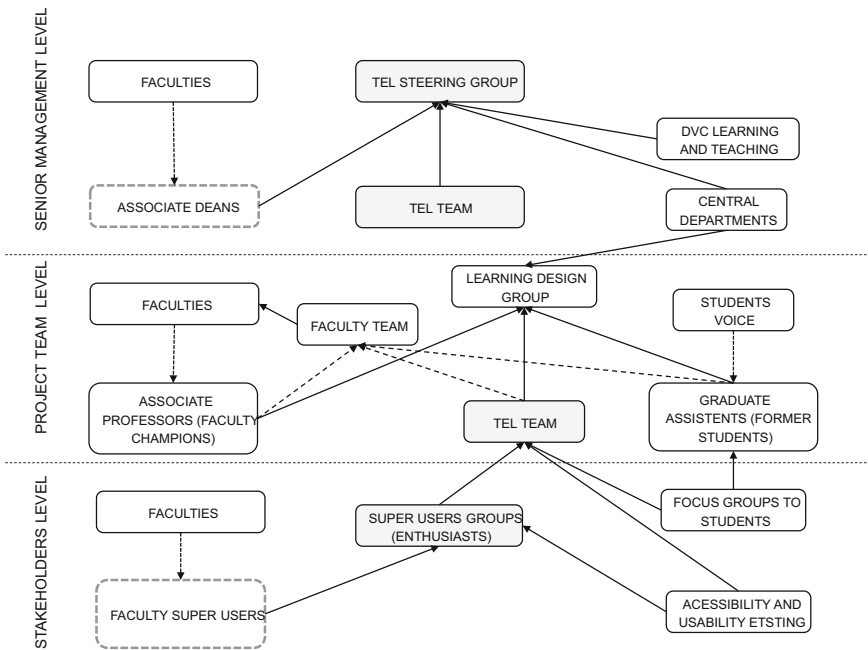 SENIOR MANAGEMENT LEVEL
FACULTIES
TEL STEERING GROUP
DVC LEARNING
AND TEACHING
ASSOCIATE DEANS
TEL TEAM
CENTRAL
DEPARTMENTS
PROJECT TEAM LEVEL
LEARNING DESIGN
GROUP
FACULTIES
FACULTY TEAM
STUDENTS
VOICE
ASSOCIATE
PROFESSORS (FACULTY
CHAMPIONS)
TEL TEAM
GRADUATE
ASSISTENTS (FORMER
STUDENTS)
STAKEHOLDERS LEVEL
FACULTIES
SUPER USERS GROUPS
(ENTHUSIASTS)
FOCUS GROUPS TO
STUDENTS
FACULTY SUPER USERS
ACESSIBILITY AND
USABILITY ETSTING